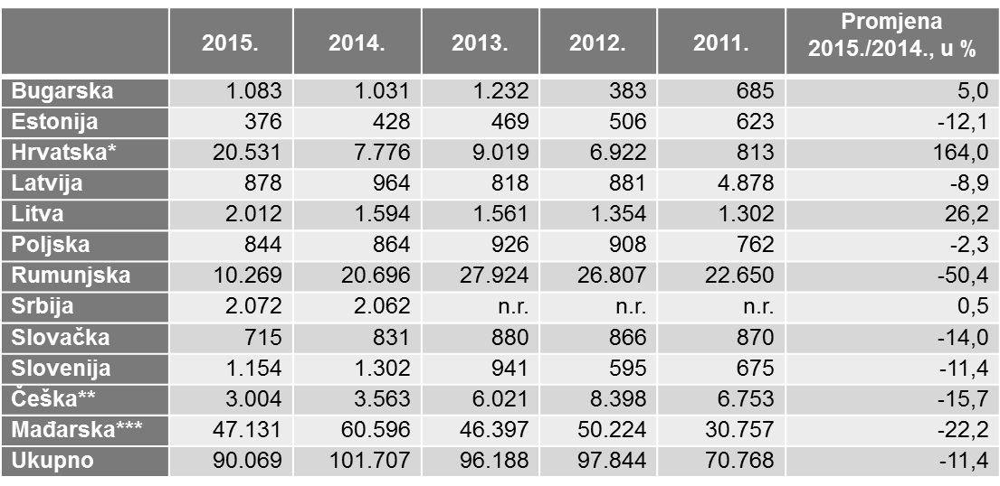 2015. 2014. 2013. 2012. 2011. Promjena 2015./2014., u %
Bugarska 1.083 1.031 1.232 383 685 5,0
Estonija 376 428 469 506 623 -12,1
Hrvatska* 20.531 7.776 9.019 6.922 813 164,0
Latvija 878 964 818 881 4.878 -8,9
Litva 2.012 1.594 1.561 1.354 1.302 26,2
Poljska 844 864 926 908 762 -2,3
Rumunjska 10.269 20.696 27.924 26.807 22.650 -50,4
Srbija 2.072 2.062 n.r. n.r. n.r. 0,5
Slovačka 715 831 880 866 870 -14,0
Slovenija 1.154 1.302 941 595 675 -11,4
Češka** 3.004 3.563 6.021 8.398 6.753 -15,7
Mađarska*** 47.131 60.596 46.397 50.224 30.757 -22,2
Ukupno 90.069 101.707 96.188 97.844 70.768 -11,4